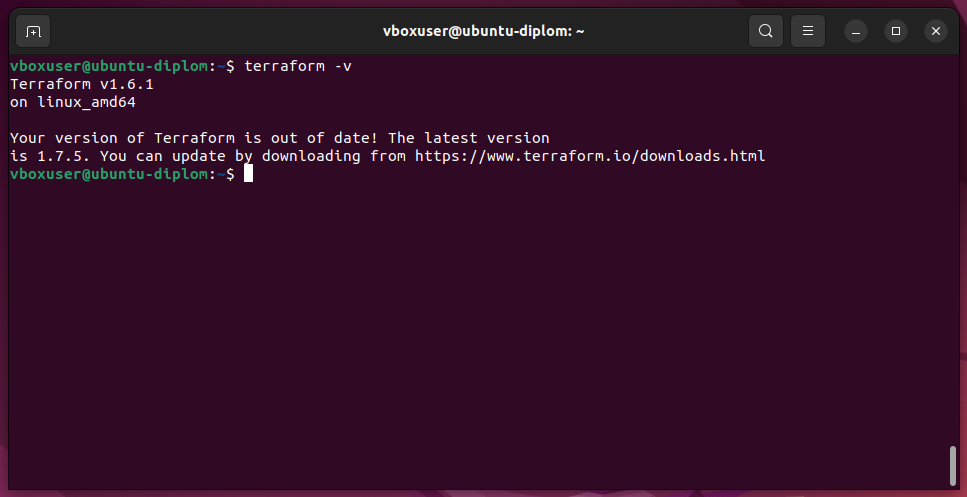 vboxuser@ubuntu-diplom: ~
vboxuser@ubuntu-diplom:~$ terraform -v
Terraform v1.6.1
on linux_amd64
Your version of Terraform is out of date! The latest version
is 1.7.5. You can update by downloading from https://www.terraform.io/downloads.html
vboxuser@ubuntu-diplom:~$